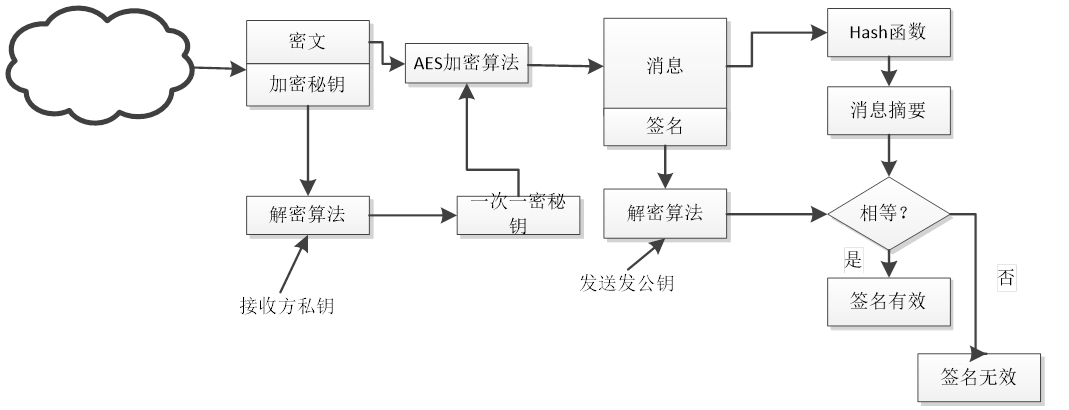 密文
加密秘钥
解密算法
接收方私钥
AES加密算法
一次一密秘
钥
消息
签名
解密算法
发送发公钥
Hash函数
消息摘要
相等？
是
否
签名有效
签名无效